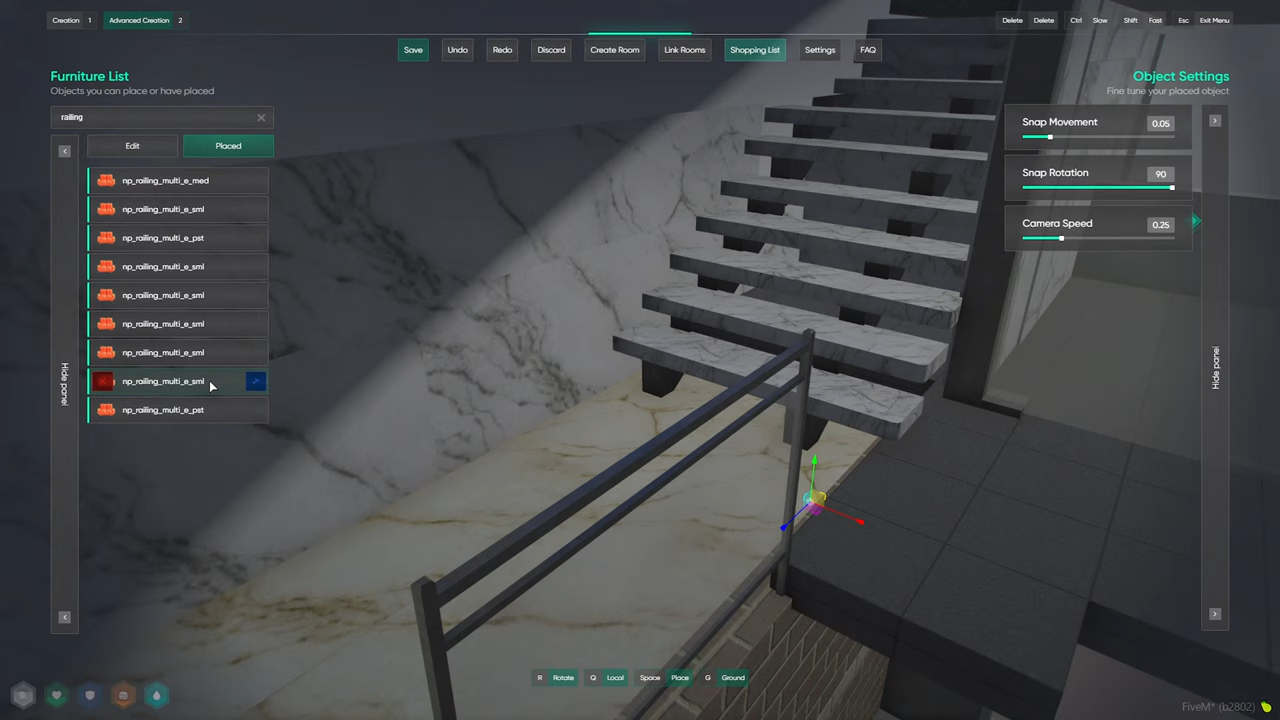 Creation 1 Advanced Creation 2
Delete Delete Ctrl Slow Shift Fast Esc Exit Menu
Save Undo Redo Discard Create Room Link Rooms Shopping List Settings FAQ
Furniture List
Objects you can place or have placed
railing
Edit Placed
np_railing_multi_e_med
np_railing_multi_e_sml
np_railing_multi_e_pst
np_railing_multi_e_sml
np_railing_multi_e_sml
np_railing_multi_e_sml
np_railing_multi_e_sml
np_railing_multi_e_sml
np_railing_multi_e_pst
Hide panel
Object Settings
Fine tune your placed object
Snap Movement 0.05
Snap Rotation 90
Camera Speed 0.25
Hide panel
R Rotate Q Local Space Place G Ground
FiveM* (b2802)